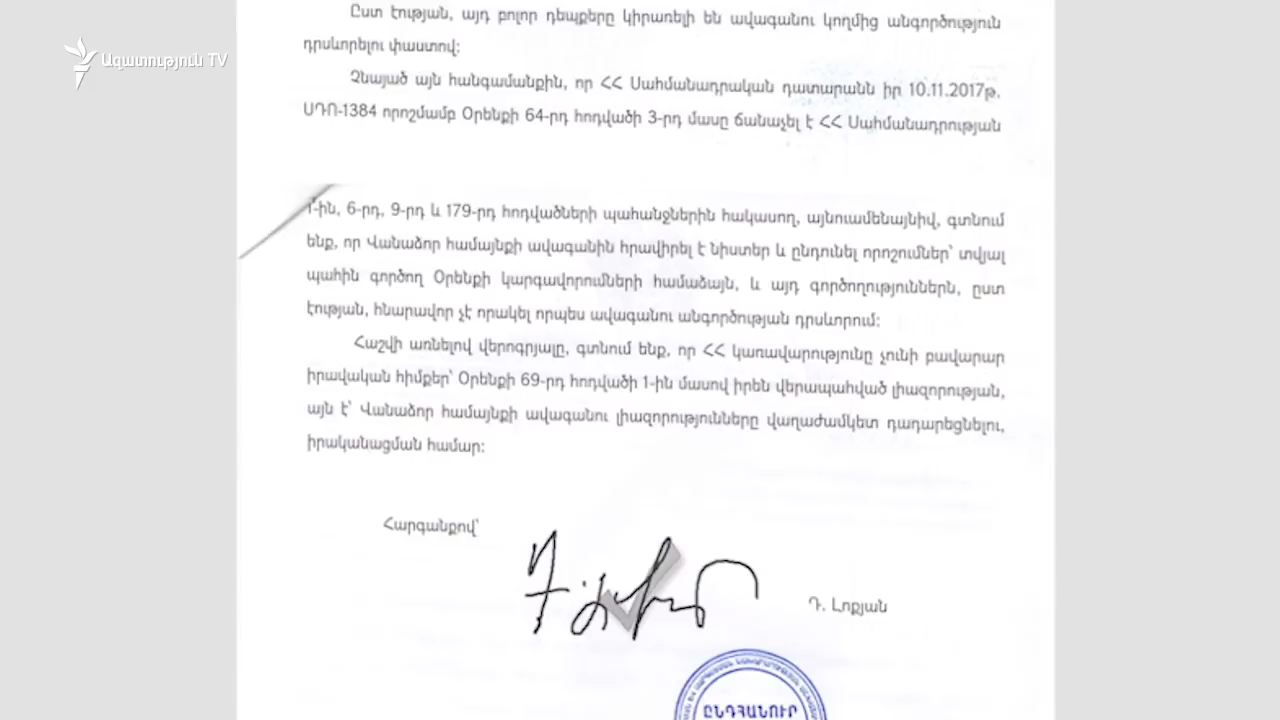 Ազատություն TV
Ըստ էության, այդ բոլոր դեպքերը կիրառելի են ավագանու կողմից անգործություն
դրսևորելու փաստով:
Չնայած այն հանգամանքին, որ ՀՀ Սահմանադրական դատարանն իր 10.11.2017թ.
ՍԴՈ-1384 որոշմամբ Օրենքի 64-րդ հոդվածի 3-րդ մասը ճանաչել է ՀՀ Սահմանադրության
1-ին, 6-րդ, 9-րդ և 179-րդ հոդվածների պահանջներին հակասող, այնուամենայնիվ, գտնում
ենք, որ Վանաձոր համայնքի ավագանին հրավիրել է նիստեր և ընդունել որոշումներ՝ տվյալ
պահին գործող Օրենքի կարգավորումների համաձայն, և այդ գործողություններն, ըստ
էության, հնարավոր չէ որակել որպես ավագանու անգործության դրսևորում:
Հաշվի առնելով վերոգրյալը, գտնում ենք, որ ՀՀ կառավարությունը չունի բավարար
իրավական հիմքեր՝ Օրենքի 69-րդ հոդվածի 1-ին մասով իրեն վերապահված լիազորության,
այն է՝ Վանաձոր համայնքի ավագանու լիազորությունները վաղաժամկետ դադարեցնելու,
իրականացման համար:
Հարգանքով՝
Դ. Լոքյան
ԸՆԴՀԱՆՈՒՐ